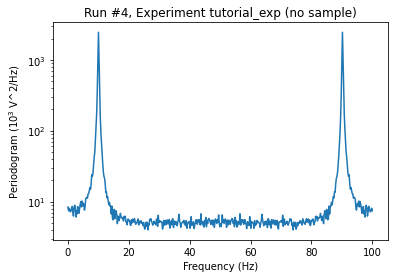 Run #4, Experiment tutorial_exp (no sample)
Periodogram (10³ V^2/Hz)
10³
10²
10¹
0 20 40 60 80 100
Frequency (Hz)